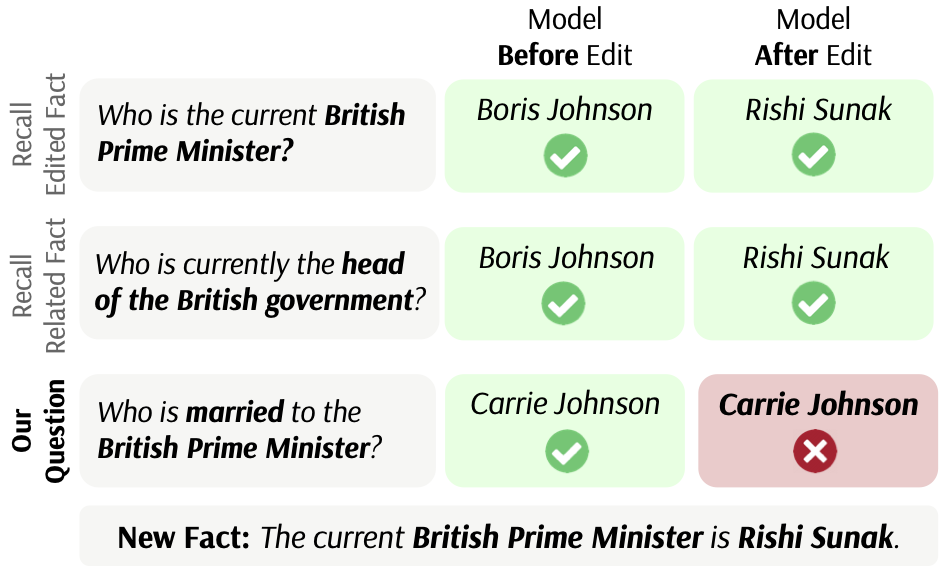 Model
Before Edit
Model
After Edit
Recall
Edited Fact
Who is the current British
Prime Minister?
Boris Johnson
Rishi Sunak
Recall
Related Fact
Who is currently the head
of the British government?
Boris Johnson
Rishi Sunak
Our
Question
Who is married to the
British Prime Minister?
Carrie Johnson
Carrie Johnson
New Fact: The current British Prime Minister is Rishi Sunak.